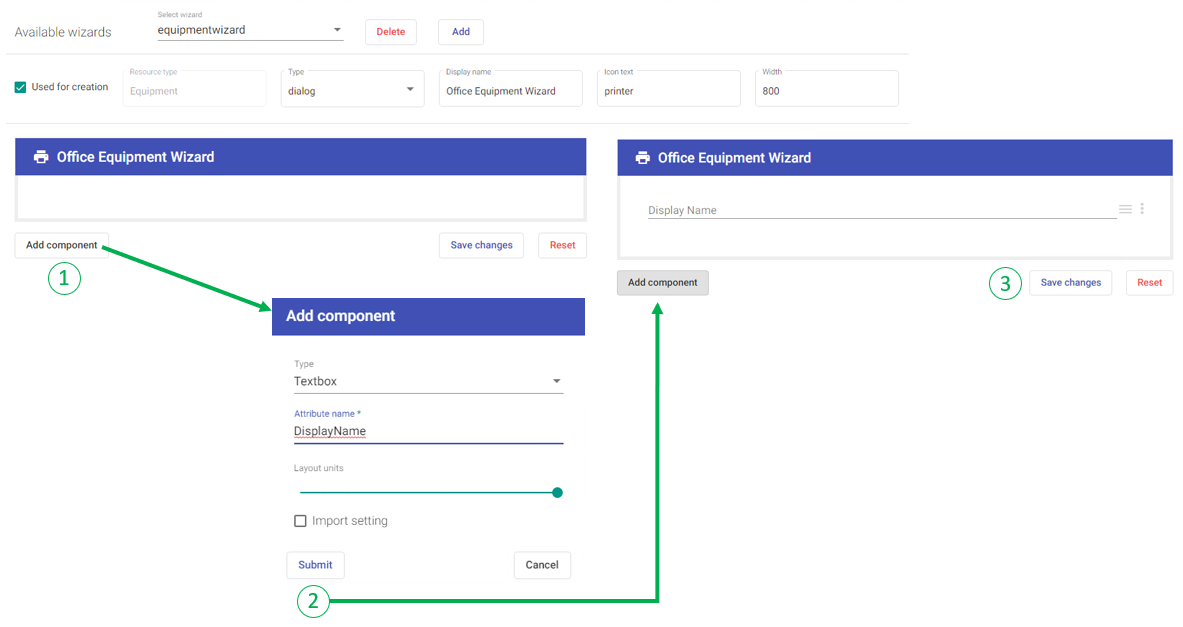 Select wizard
Available wizards equipmentwizard Delete Add
Used for creation
Resource type
Equipment
Type
dialog
Display name
Office Equipment Wizard
Icon text
printer
Width
800
Office Equipment Wizard
Add component Save changes Reset
1
Add component
Type
Textbox
Attribute name *
DisplayName
Layout units
Import setting
Submit Cancel
2
Office Equipment Wizard
Display Name
Add component 3 Save changes Reset